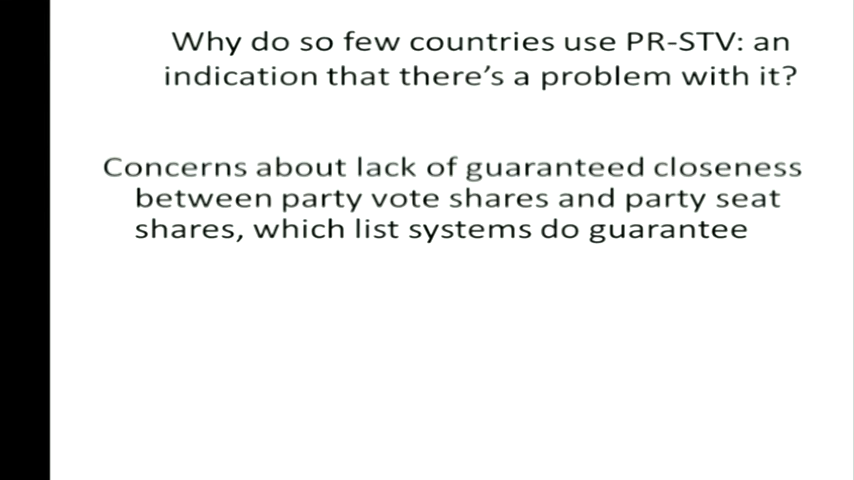 Why do so few countries use PR-STV: an
indication that there's a problem with it?
Concerns about lack of guaranteed closeness
between party vote shares and party seat
shares, which list systems do guarantee